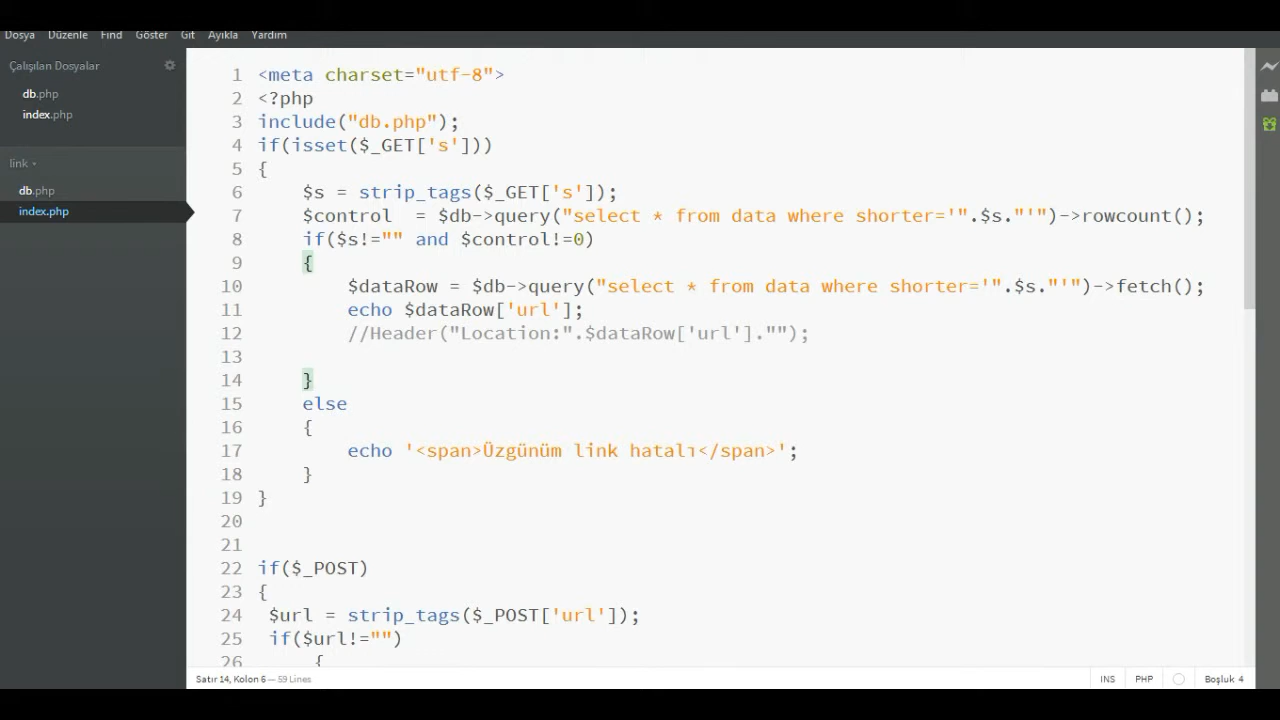 Dosya Düzenle Find Göster Git Ayıkla Yardım
Çalışılan Dosyalar
db.php
index.php
link
db.php
index.php
1 <meta charset="utf-8">
2 <?php
3 include("db.php");
4 if(isset($_GET['s']))
5 {
6 $s = strip_tags($_GET['s']);
7 $control  = $db->query("select * from data where shorter='".$s."'")->rowcount();
8 if($s!="" and $control!=0)
9 {
10 $dataRow = $db->query("select * from data where shorter='".$s."'")->fetch();
11 echo $dataRow['url'];
12 //Header("Location:".$dataRow['url']."");
13
14 }
15 else
16 {
17 echo '<span>Üzgünüm link hatalı</span>';
18 }
19 }
20
21
22 if($_POST)
23 {
24 $url = strip_tags($_POST['url']);
25 if($url!="")
26 {
Satır 14, Kolon 6 — 59 Lines
INS PHP Boşluk 4